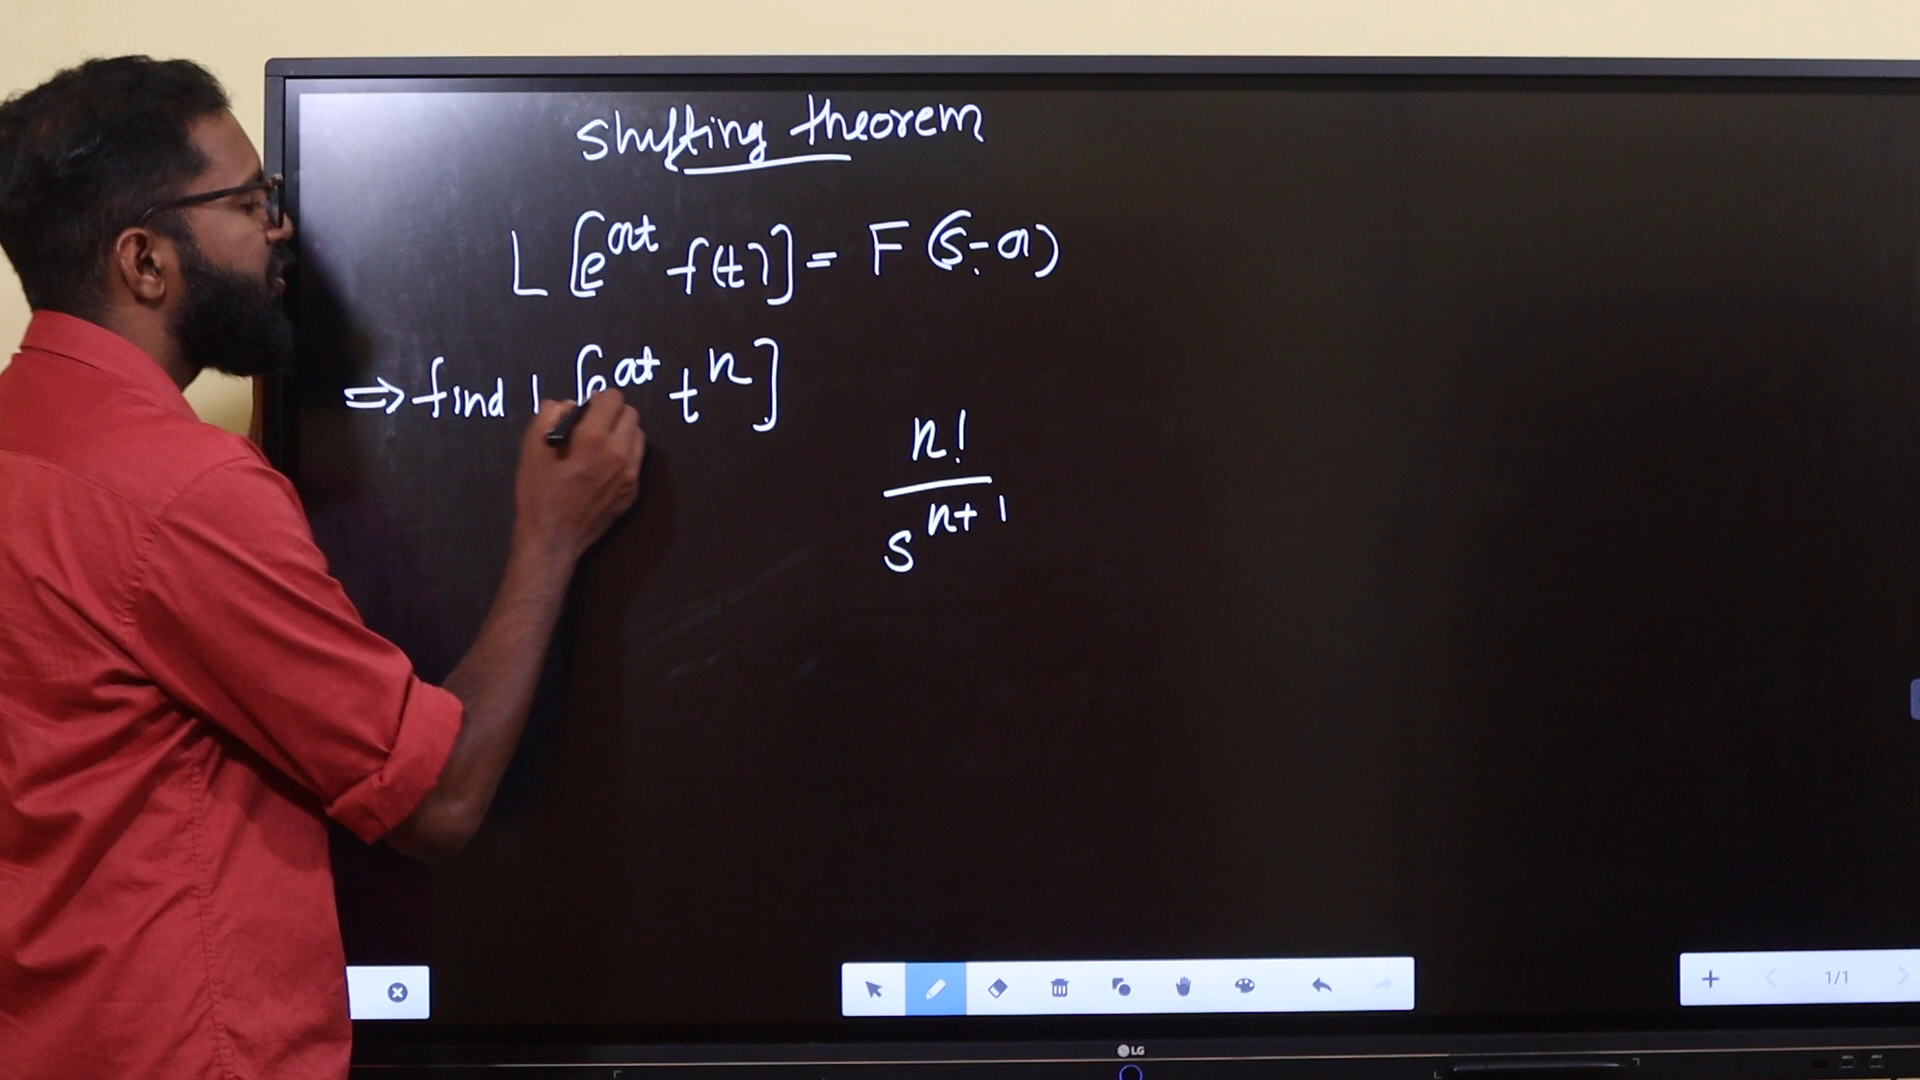 Shifting theorem
L [e^at f(t)] = F (s-a)
⇒ find L [e^at t^n]
n!
s^n+1
1/1
LG